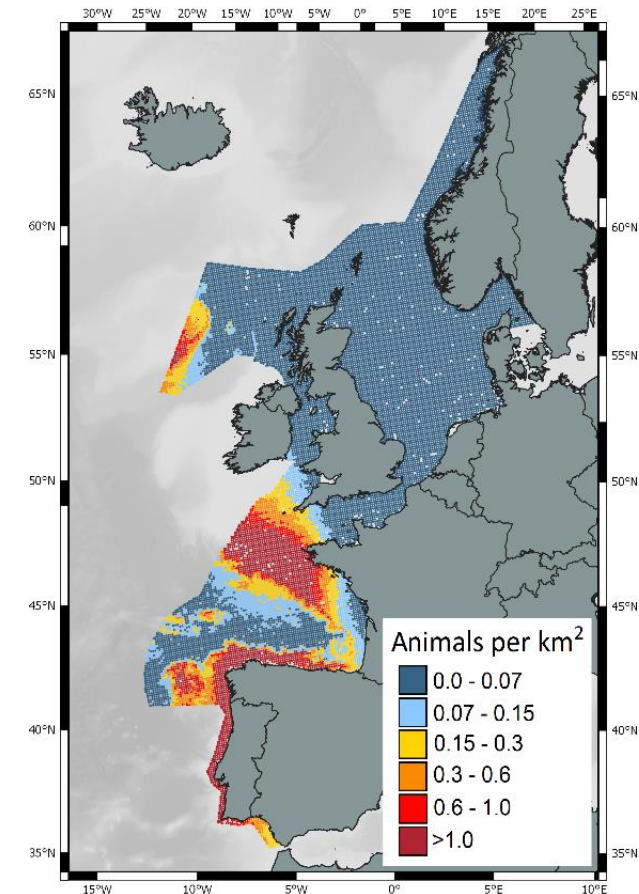 30°W 25°W 20°W 15°W 10°W 5°W 0° 5°E 10°E 15°E 20°E 25°E
65°N 65°N
60°N 60°N
55°N 55°N
50°N 50°N
45°N 45°N
Animals per km²
0.0 - 0.07
0.07 - 0.15
0.15 - 0.3
0.3 - 0.6
0.6 - 1.0
>1.0
40°N 40°N
35°N 35°N
15°W 10°W 5°W 0° 5°E 10°E